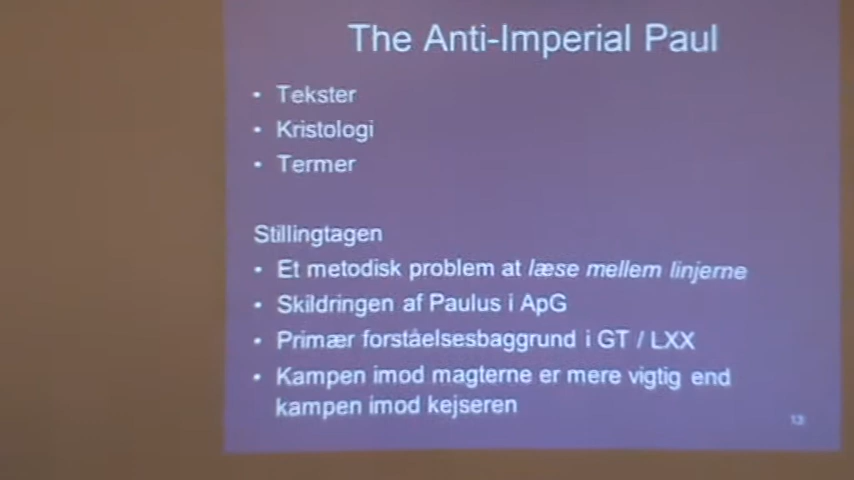 The Anti-Imperial Paul
• Tekster
• Kristologi
• Termer
Stillingtagen
• Et metodisk problem at læse mellem linjerne
• Skildringen af Paulus i ApG
• Primær forståelsesbaggrund i GT / LXX
• Kampen imod magterne er mere vigtig end
kampen imod kejseren
13